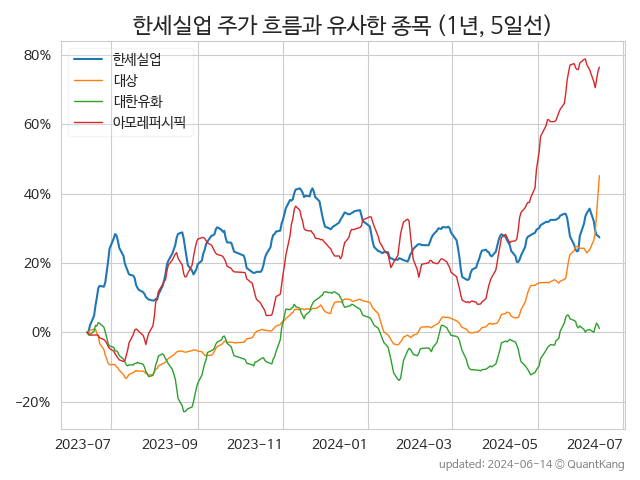 한세실업 주가 흐름과 유사한 종목 (1년, 5일선)
한세실업
대상
대한유화
아모레퍼시픽
80%
60%
40%
20%
0%
−20%
2023-07 2023-09 2023-11 2024-01 2024-03 2024-05 2024-07
updated: 2024-06-14 © QuantKang